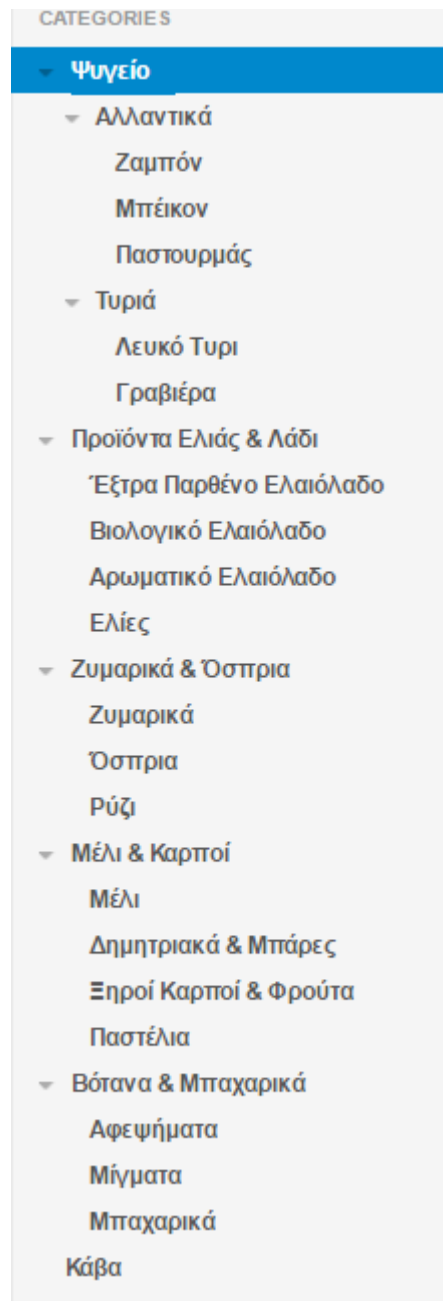 CATEGORIES
Ψυγείο
Αλλαντικά
Ζαμπόν
Μπέικον
Παστουρμάς
Τυριά
Λευκό Τυρι
Γραβιέρα
Προϊόντα Ελιάς & Λάδι
Έξτρα Παρθένο Ελαιόλαδο
Βιολογικό Ελαιόλαδο
Αρωματικό Ελαιόλαδο
Ελίες
Ζυμαρικά & Όσπρια
Ζυμαρικά
Όσπρια
Ρύζι
Μέλι & Καρποί
Μέλι
Δημητριακά & Μπάρες
Ξηροί Καρποί & Φρούτα
Παστέλια
Βότανα & Μπαχαρικά
Αφεψήματα
Μίγματα
Μπαχαρικά
Κάβα